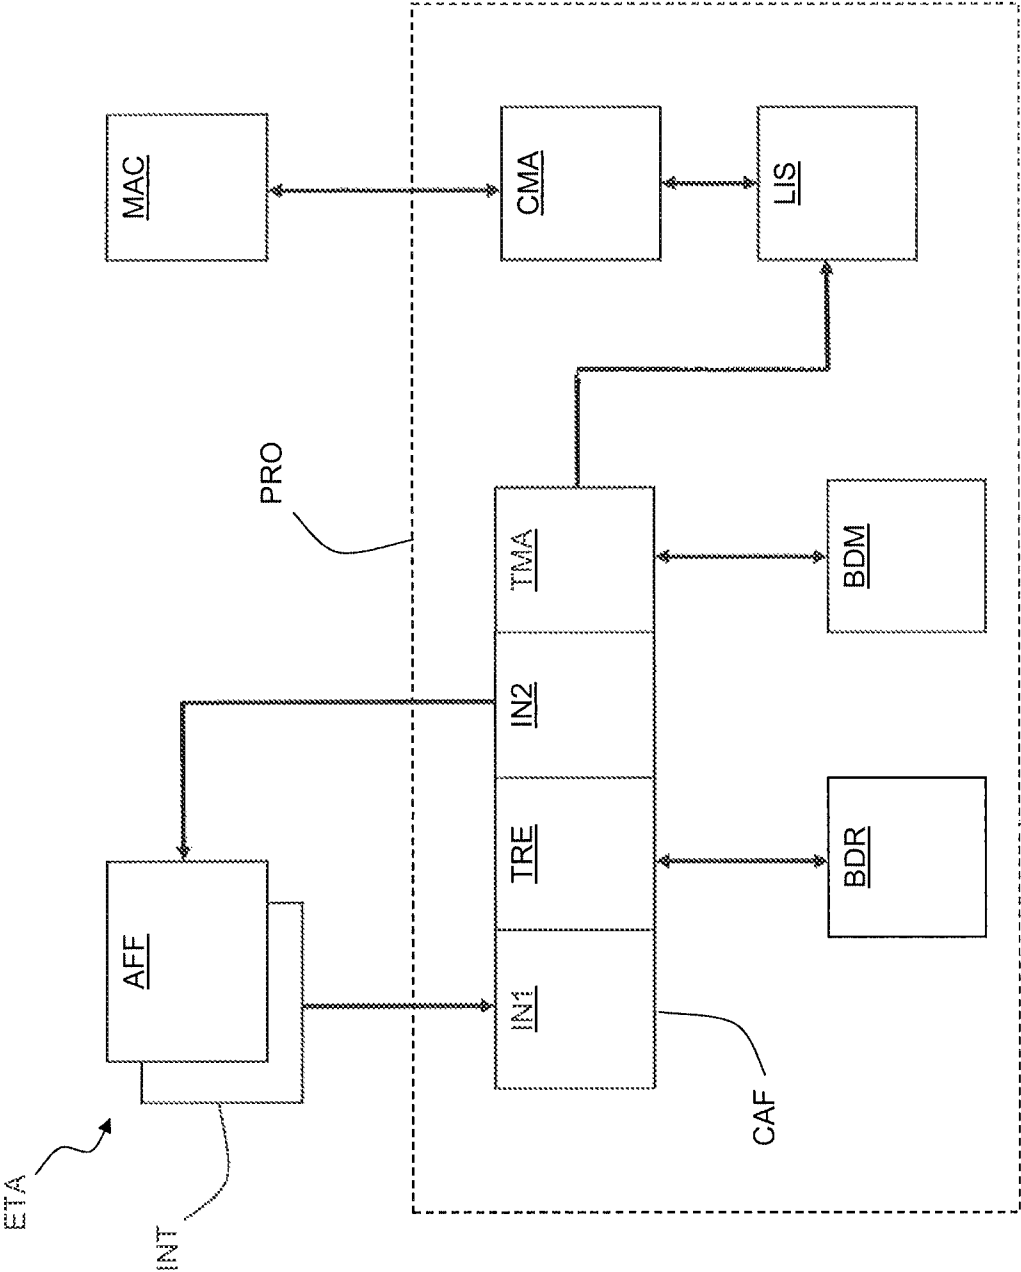 ETA
INT
AFF
MAC
PRO
IN1
TRE
IN2
TMA
CMA
LIS
CAF
BDR
BDM